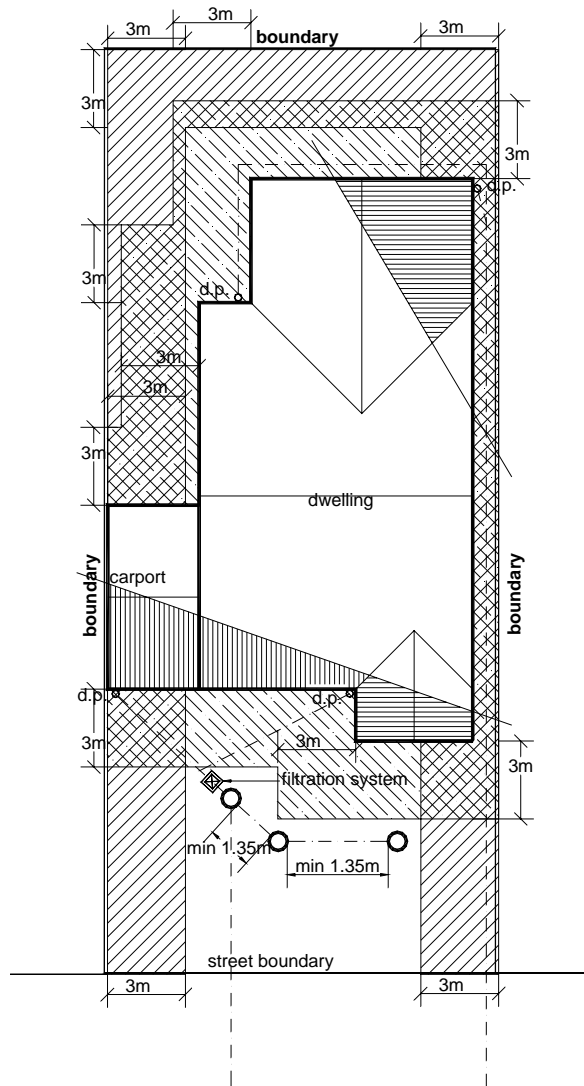 3m
3m
3m
boundary
3m
3m
d.p.
3m
d.p.
3m
3m
3m
dwelling
carport
boundary
boundary
d.p.
d.p.
3m
3m
3m
filtration system
min 1.35m
min 1.35m
street boundary
3m
3m